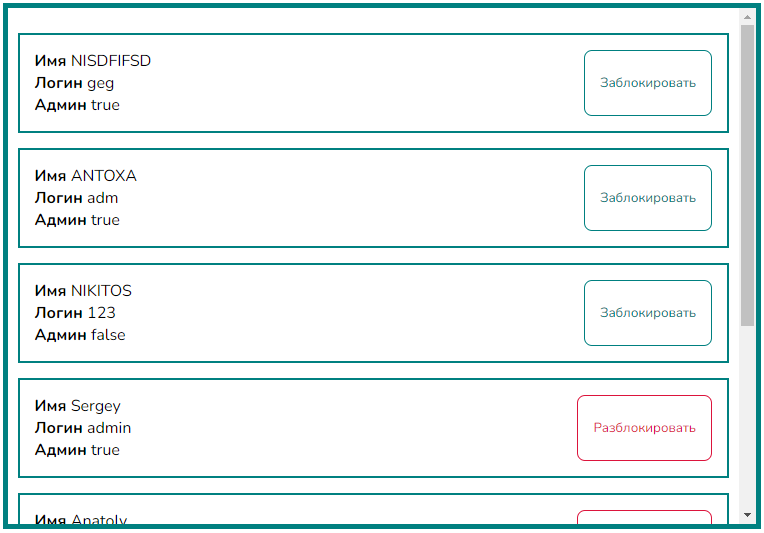 Имя NISDFIFSD
Логин geg
Админ true
Заблокировать
Имя ANTOXA
Логин adm
Админ true
Заблокировать
Имя NIKITOS
Логин 123
Админ false
Заблокировать
Имя Sergey
Логин admin
Админ true
Разблокировать
Имя Anatoly